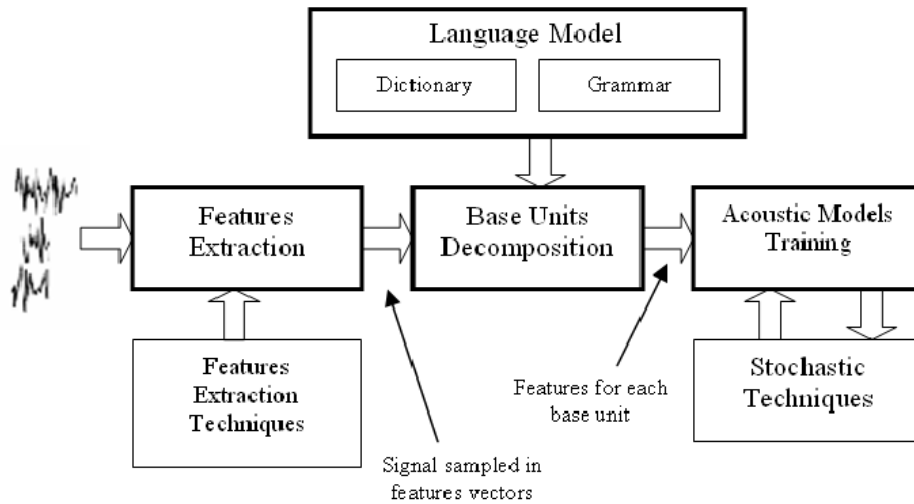 Language Model
Dictionary
Grammar
Features
Extraction
Base Units
Decomposition
Acoustic Models
Training
Features
Extraction
Techniques
Features for each
base unit
Stochastic
Techniques
Signal sampled in
features vectors